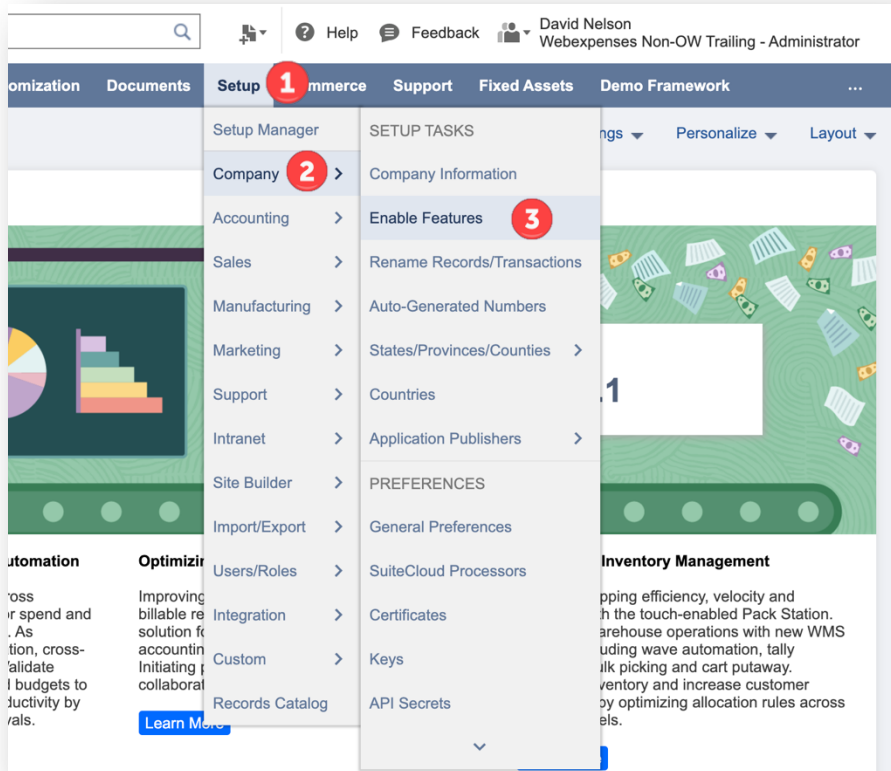 Help
Feedback
David Nelson
Webexpenses Non-OW Trailing - Administrator
omization Documents Setup 1 mmerce Support Fixed Assets Demo Framework ...
Setup Manager
Company 2
Accounting
Sales
Manufacturing
Marketing
Support
Intranet
Site Builder
Import/Export
Users/Roles
Integration
Custom
Records Catalog
SETUP TASKS
Company Information
Enable Features 3
Rename Records/Transactions
Auto-Generated Numbers
States/Provinces/Counties
Countries
Application Publishers
PREFERENCES
General Preferences
SuiteCloud Processors
Certificates
Keys
API Secrets
ngs Personalize Layout
.1
utomation
ross
or spend and
. As
tion, cross-
Validate
d budgets to
ductivity by
vals.
Optimizin
Improving
billable re
solution fo
accountin
Initiating p
collaborat
Learn More
Inventory Management
pping efficiency, velocity and
h the touch-enabled Pack Station.
arehouse operations with new WMS
uding wave automation, tally
ulk picking and cart putaway.
ventory and increase customer
by optimizing allocation rules across
els.